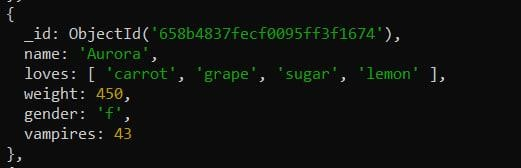 {
_id: ObjectId('658b4837fecf0095ff3f1674'),
name: 'Aurora',
loves: [ 'carrot', 'grape', 'sugar', 'lemon' ],
weight: 450,
gender: 'f',
vampires: 43
},